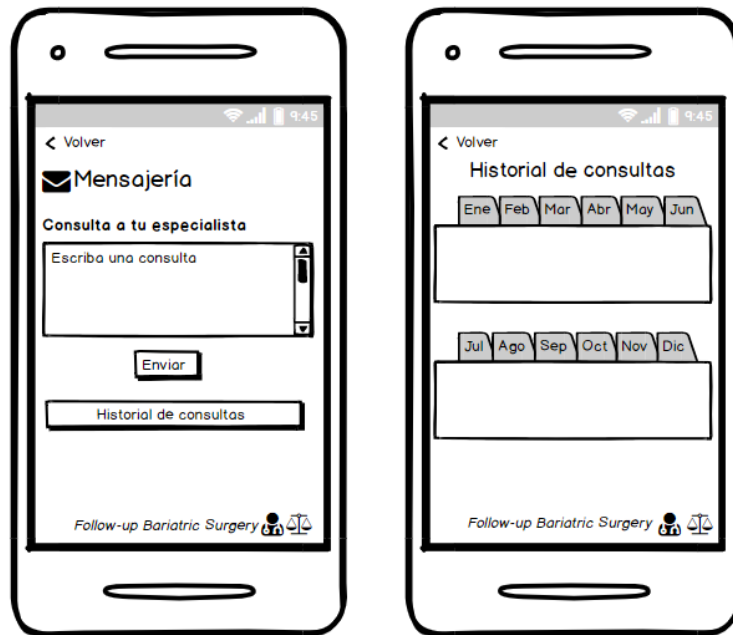 9:45
Volver
Mensajería
Consulta a tu especialista
Escriba una consulta
Enviar
Historial de consultas
Follow-up Bariatric Surgery
9:45
Volver
Historial de consultas
Ene Feb Mar Abr May Jun
Jul Ago Sep Oct Nov Dic
Follow-up Bariatric Surgery